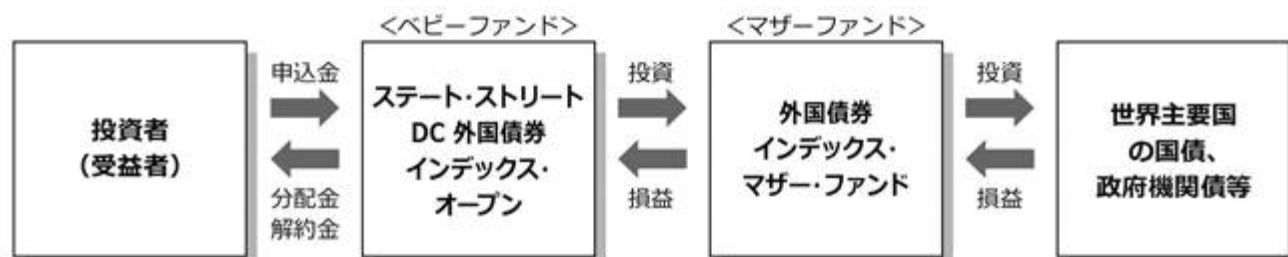 <ベビーファンド>
<マザーファンド>
投資者
（受益者）
申込金
分配金
解約金
ステート・ストリート
DC 外国債券
インデックス・
オープン
投資
損益
外国債券
インデックス・
マザー・ファンド
投資
損益
世界主要国
の国債、
政府機関債等